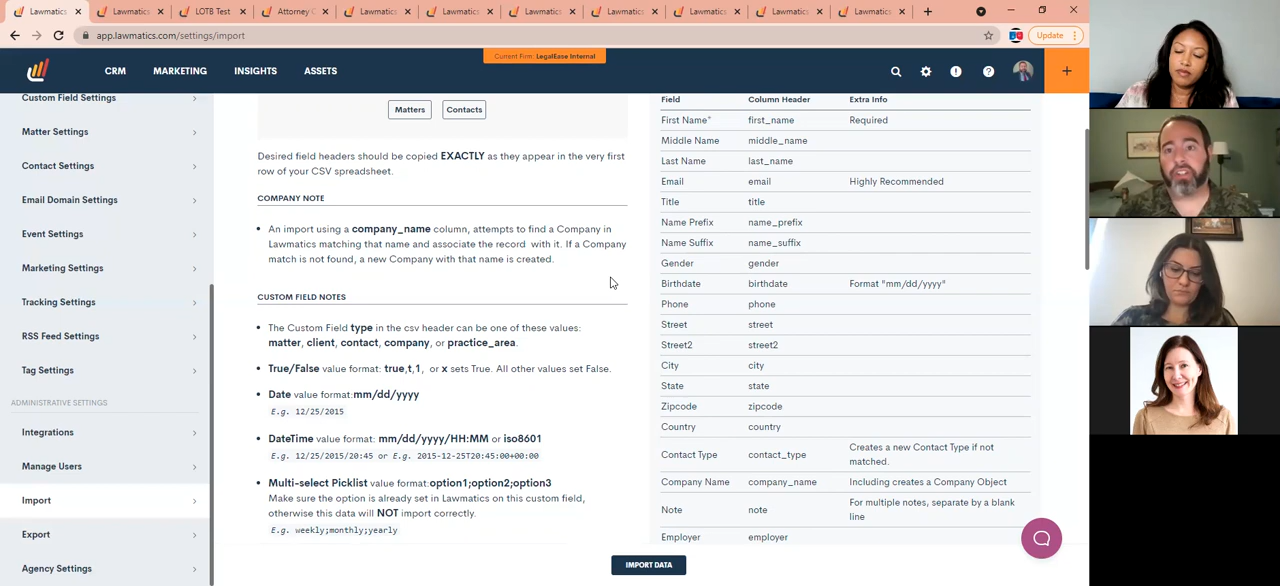 Lawmatics
Lawmatics
LOTB Test
Attorney C
Lawmatics
Lawmatics
Lawmatics
Lawmatics
Lawmatics
Lawmatics
Lawmatics
app.lawmatics.com/settings/import
Update
Current Firm: LegalEase Internal
CRM
MARKETING
INSIGHTS
ASSETS
Custom Field Settings
Matter Settings
Contact Settings
Email Domain Settings
Event Settings
Marketing Settings
Tracking Settings
RSS Feed Settings
Tag Settings
ADMINISTRATIVE SETTINGS
Integrations
Manage Users
Import
Export
Agency Settings
Matters
Contacts
Desired field headers should be copied EXACTLY as they appear in the very first
row of your CSV spreadsheet.
COMPANY NOTE
• An import using a company_name column, attempts to find a Company in
Lawmatics matching that name and associate the record with it. If a Company
match is not found, a new Company with that name is created.
CUSTOM FIELD NOTES
• The Custom Field type in the csv header can be one of these values:
matter, client, contact, company, or practice_area.
• True/False value format: true,t,1, or x sets True. All other values set False.
• Date value format:mm/dd/yyyy
E.g. 12/25/2015
• DateTime value format: mm/dd/yyyy/HH:MM or iso8601
E.g. 12/25/2015/20:45 or E.g. 2015-12-25T20:45:00+00:00
• Multi-select Picklist value format:option1;option2;option3
Make sure the option is already set in Lawmatics on this custom field,
otherwise this data will NOT import correctly.
E.g. weekly;monthly;yearly
Field Column Header Extra Info
First Name* first_name Required
Middle Name middle_name
Last Name last_name
Email email Highly Recommended
Title title
Name Prefix name_prefix
Name Suffix name_suffix
Gender gender
Birthdate birthdate Format "mm/dd/yyyy"
Phone phone
Street street
Street2 street2
City city
State state
Zipcode zipcode
Country country
Contact Type contact_type Creates a new Contact Type if not
matched.
Company Name company_name Including creates a Company Object
Note note For multiple notes, separate by a blank
line
Employer employer
IMPORT DATA